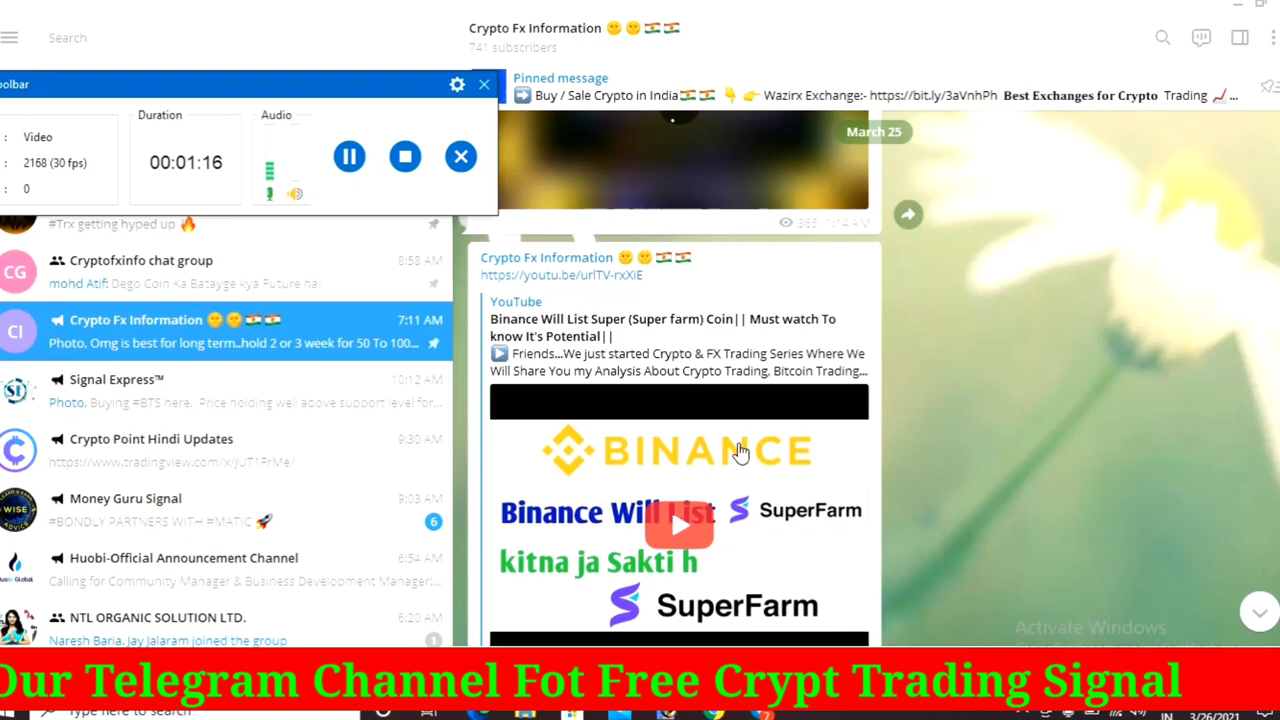 Search
Crypto Fx Information 🙂 🙂 🇮🇳 🇮🇳
741 subscribers
Pinned message
➡️ Buy / Sale Crypto in India🇮🇳 🇮🇳 👇 👉 Wazirx Exchange:- https://bit.ly/3aVnhPh Best Exchanges for Crypto Trading 📈 ...
oolbar
Duration
Audio
: Video
: 2168 (30 fps)
: 0
00:01:16
March 25
#Trx getting hyped up 🔥
CG
Cryptofxinfo chat group
8:58 AM
mohd Atif: Dego Coin Ka Batayge kya Future hai
CI
Crypto Fx Information 🙂 🙂 🇮🇳 🇮🇳
7:11 AM
Photo, Omg is best for long term..hold 2 or 3 week for 50 To 100...
Signal Express™
10:12 AM
Photo, Buying #BTS here. Price holding well above support level for...
Crypto Point Hindi Updates
9:30 AM
https://www.tradingview.com/x/JUT1FrMe/
WISE
Money Guru Signal
9:03 AM
#BONDLY PARTNERS WITH #MATIC 🚀
6
Huobi-Official Announcement Channel
6:54 AM
Calling for Community Manager & Business Development Manager!...
NTL ORGANIC SOLUTION LTD.
6:20 AM
Naresh Baria, Jay Jalaram joined the group
1
365 1:14 AM
Crypto Fx Information 🙂 🙂 🇮🇳 🇮🇳
https://youtu.be/urlTV-rxXiE
YouTube
Binance Will List Super (Super farm) Coin|| Must watch To
know It's Potential||
▶️ Friends...We just started Crypto & FX Trading Series Where We
Will Share You my Analysis About Crypto Trading, Bitcoin Trading...
BINANCE
Binance Will List SuperFarm
kitna ja Sakti h
SuperFarm
Activate Windows
Our Telegram Channel Fot Free Crypt Trading Signal
Type here to search
IN
3/26/2021